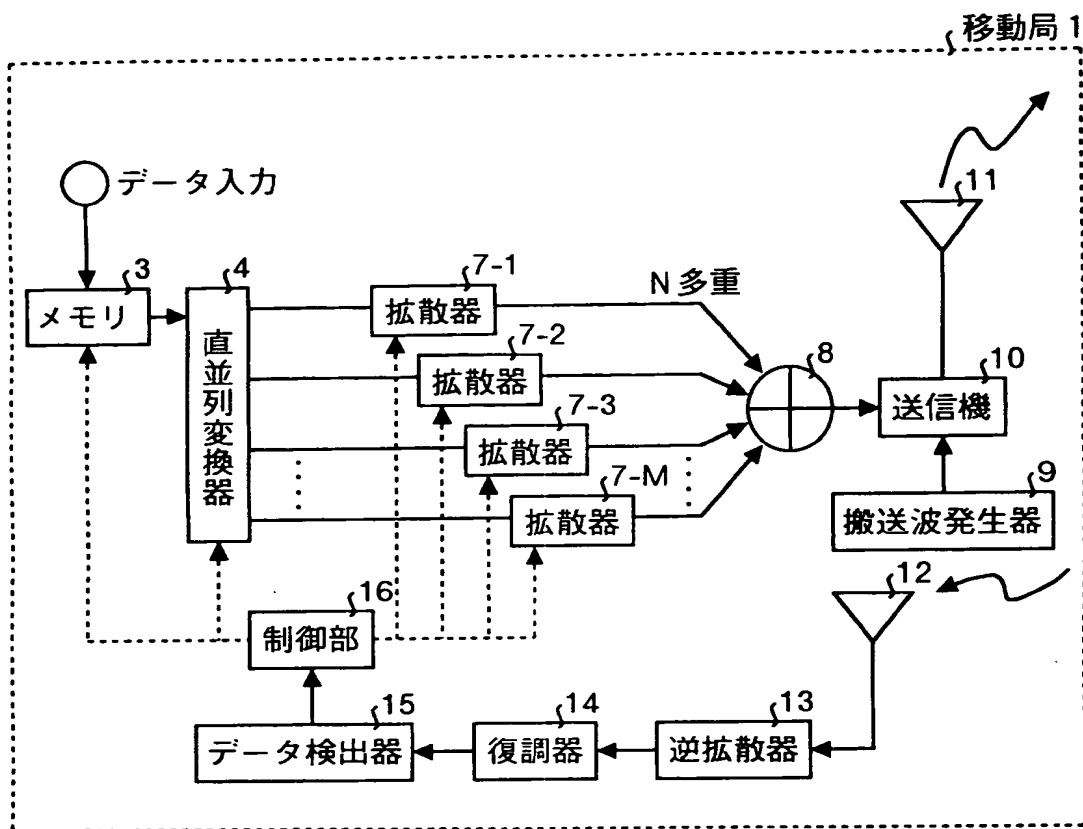 移動局 1
データ入力
11
3
メモリ
4
直並列変換器
7-1
拡散器
N 多重
7-2
拡散器
8
10
送信機
7-3
拡散器
7-M
拡散器
9
搬送波発生器
12
16
制御部
15
データ検出器
14
復調器
13
逆拡散器